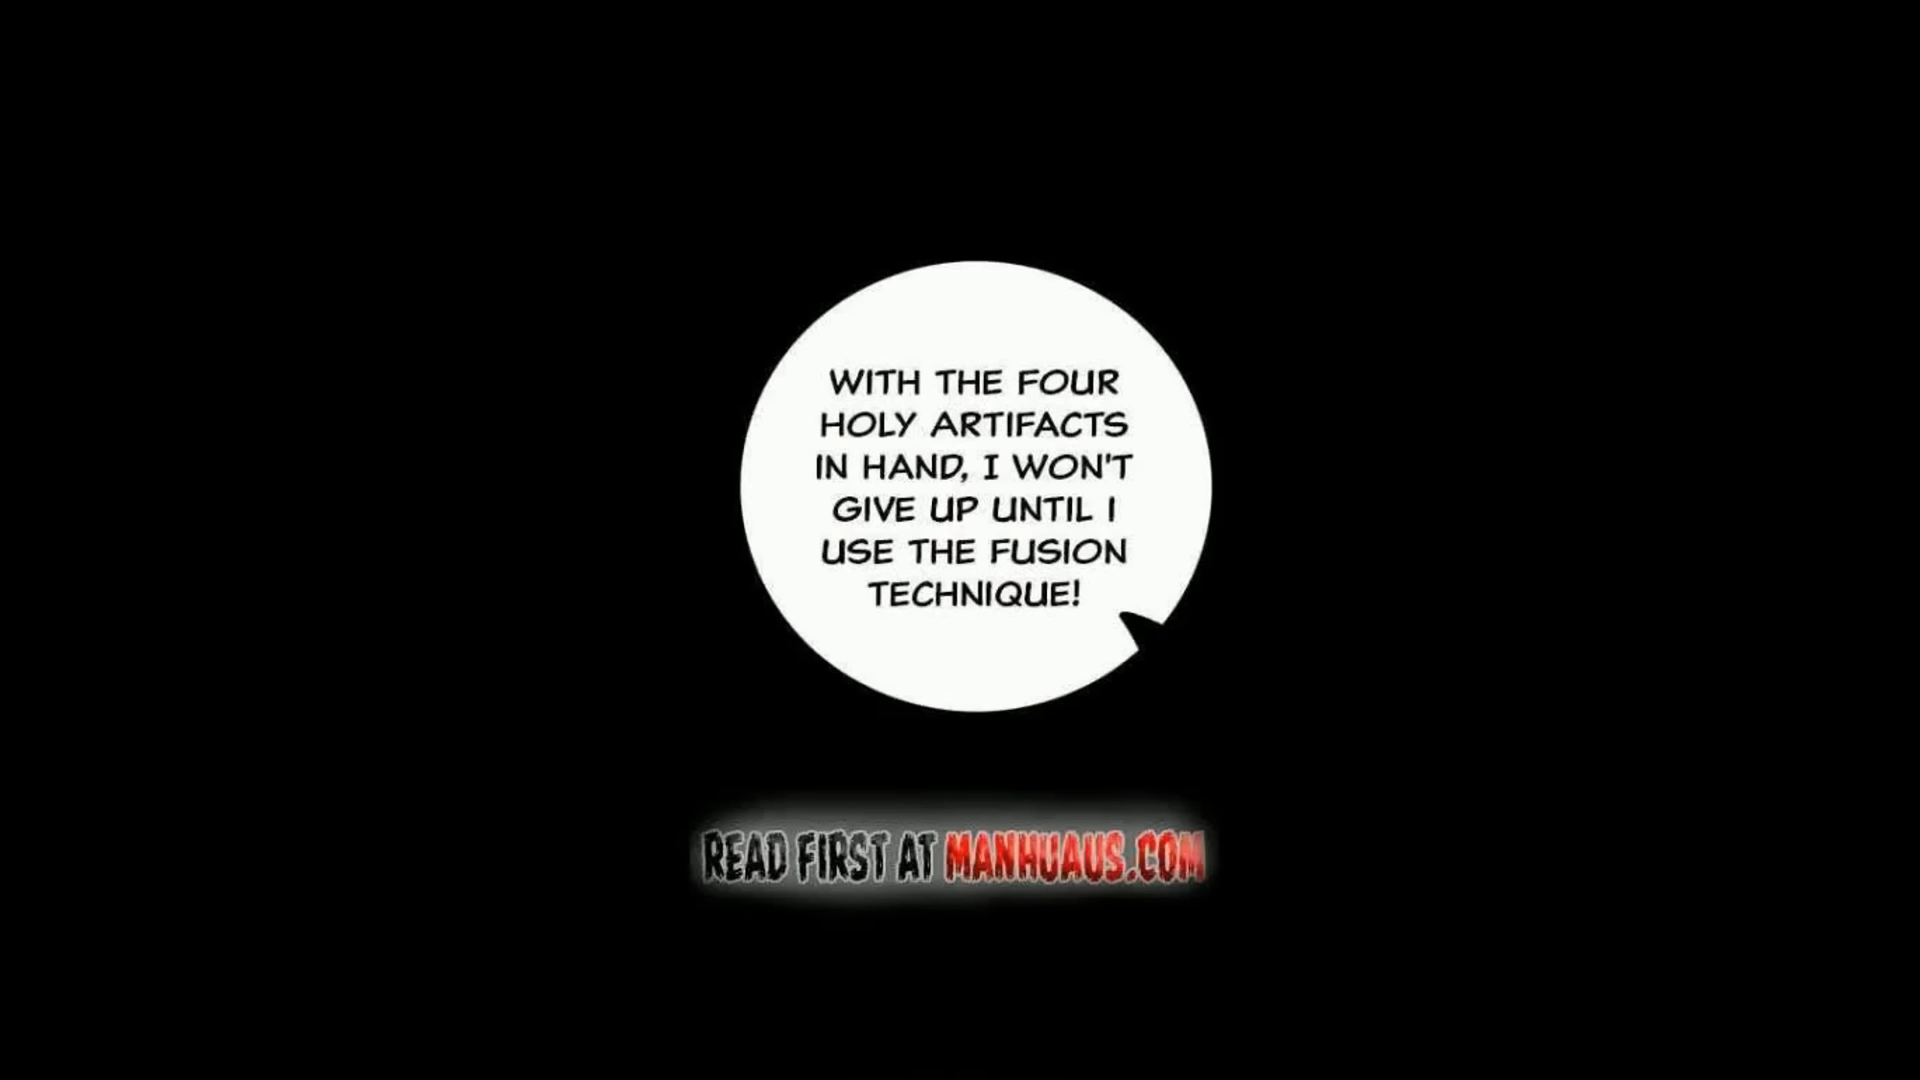 WITH THE FOUR
HOLY ARTIFACTS
IN HAND, I WON'T
GIVE UP UNTIL I
USE THE FUSION
TECHNIQUE!
READ FIRST AT MANHUAUS.COM